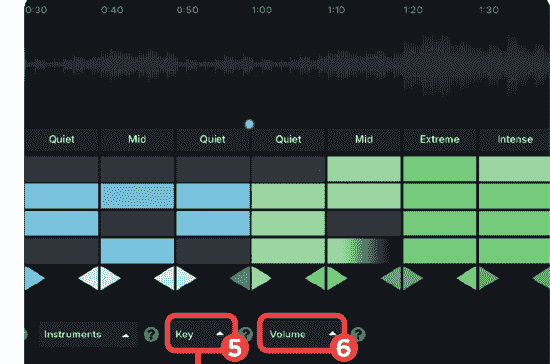 0:30 0:40 0:50 1:00 1:10 1:20 1:30
Quiet Mid Quiet Quiet Mid Extreme Intense
? Instruments ? Key 5 ? Volume 6 ?